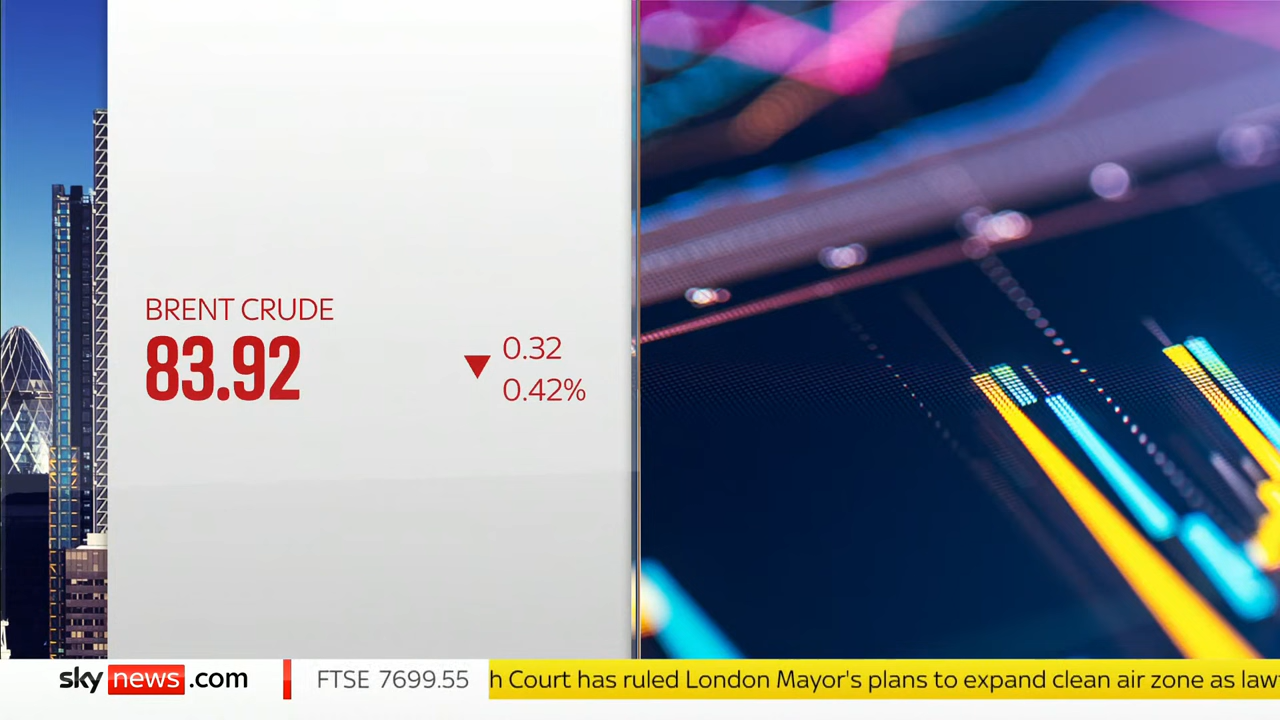 BRENT CRUDE
83.92
▼ 0.32
0.42%
sky news.com
FTSE 7699.55
h Court has ruled London Mayor's plans to expand clean air zone as law